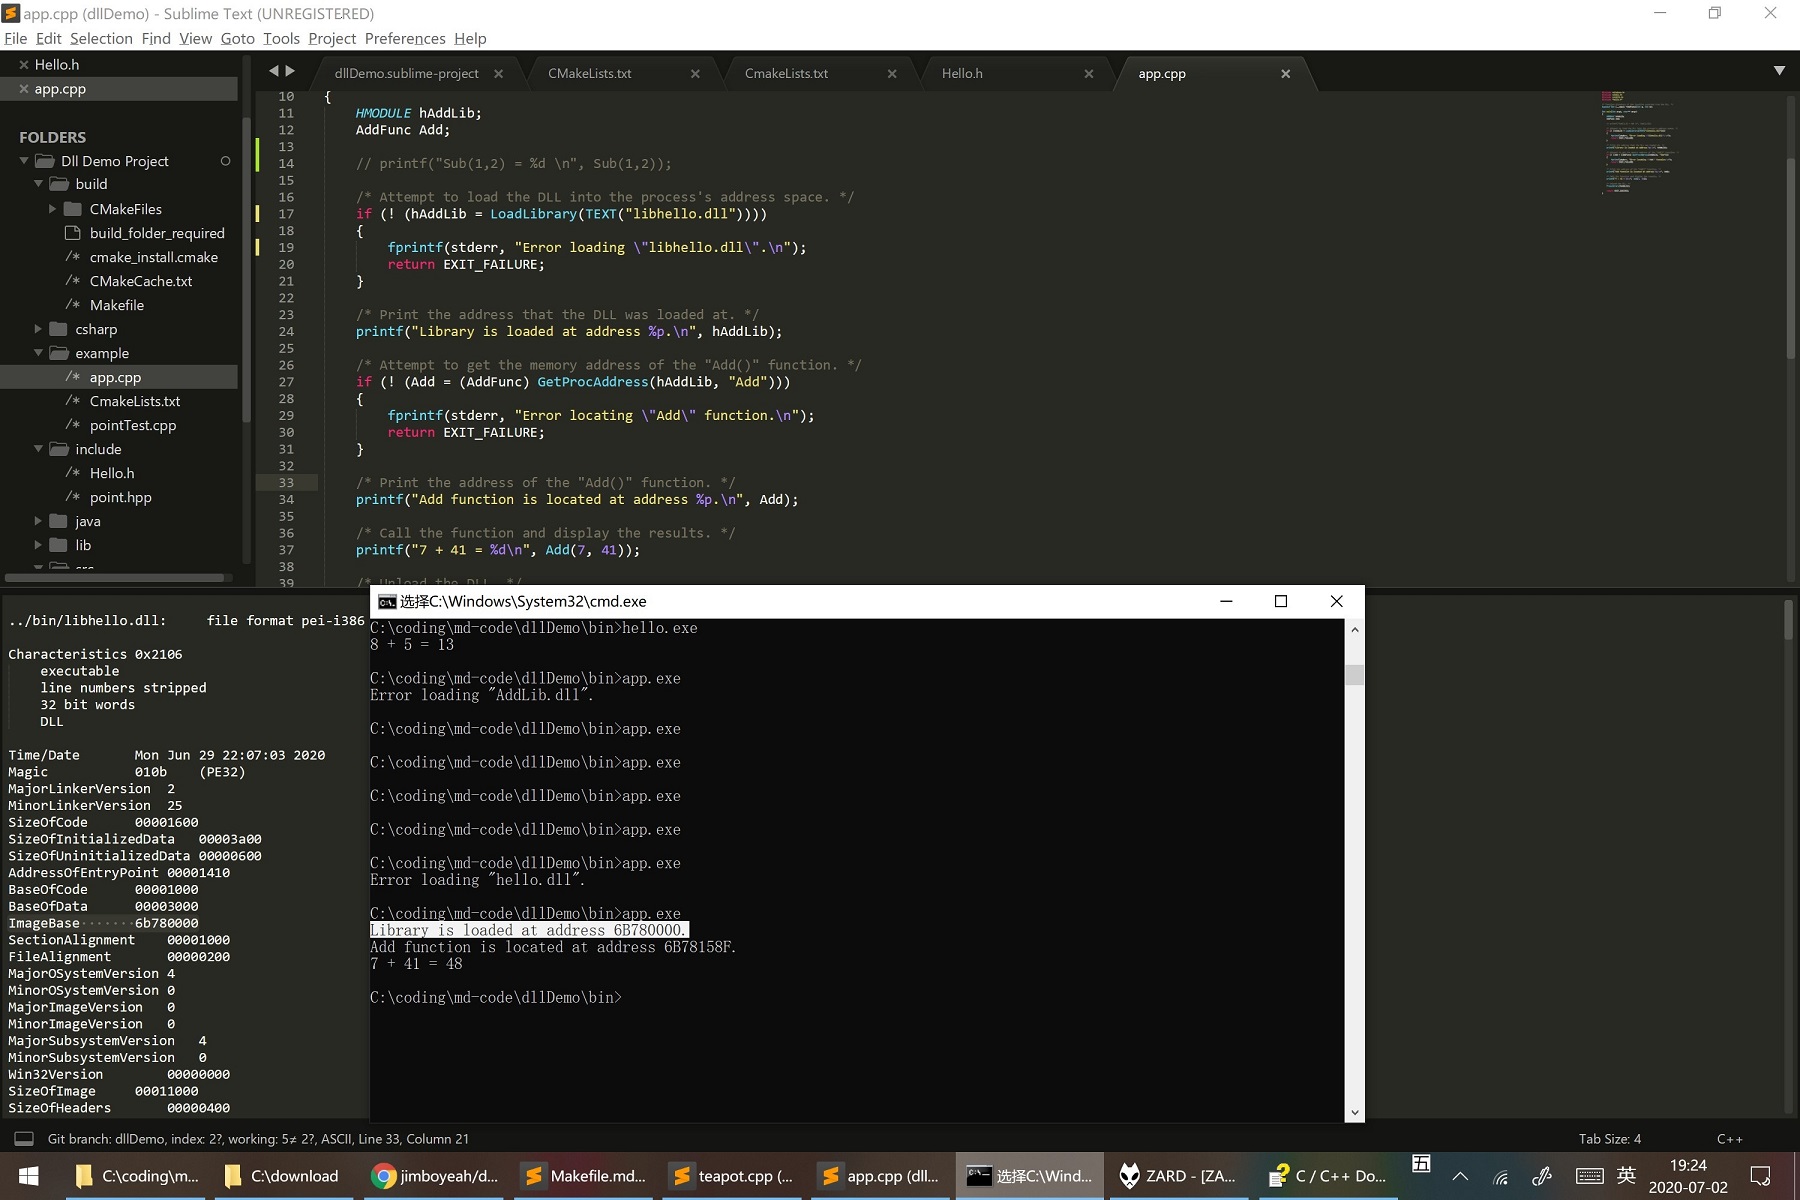 app.cpp (dllDemo) - Sublime Text (UNREGISTERED)
File Edit Selection Find View Goto Tools Project Preferences Help
Hello.h
app.cpp
FOLDERS
Dll Demo Project
build
CMakeFiles
build_folder_required
/* cmake_install.cmake
/* CMakeCache.txt
/* Makefile
csharp
example
/* app.cpp
/* CmakeLists.txt
/* pointTest.cpp
include
/* Hello.h
/* point.hpp
java
lib
dllDemo.sublime-project CMakeLists.txt CmakeLists.txt Hello.h app.cpp
10 {
11 HMODULE hAddLib;
12 AddFunc Add;
13
14 // printf("Sub(1,2) = %d \n", Sub(1,2));
15
16 /* Attempt to load the DLL into the process's address space. */
17 if (! (hAddLib = LoadLibrary(TEXT("libhello.dll"))))
18 {
19 fprintf(stderr, "Error loading \"libhello.dll\".\n");
20 return EXIT_FAILURE;
21 }
22
23 /* Print the address that the DLL was loaded at. */
24 printf("Library is loaded at address %p.\n", hAddLib);
25
26 /* Attempt to get the memory address of the "Add()" function. */
27 if (! (Add = (AddFunc) GetProcAddress(hAddLib, "Add")))
28 {
29 fprintf(stderr, "Error locating \"Add\" function.\n");
30 return EXIT_FAILURE;
31 }
32
33 /* Print the address of the "Add()" function. */
34 printf("Add function is located at address %p.\n", Add);
35
36 /* Call the function and display the results. */
37 printf("7 + 41 = %d\n", Add(7, 41));
38
39 /* Unload the DLL. */
../bin/libhello.dll: file format pei-i386
Characteristics 0x2106
executable
line numbers stripped
32 bit words
DLL
Time/Date Mon Jun 29 22:07:03 2020
Magic 010b (PE32)
MajorLinkerVersion 2
MinorLinkerVersion 25
SizeOfCode 00001600
SizeOfInitializedData 00003a00
SizeOfUninitializedData 00000600
AddressOfEntryPoint 00001410
BaseOfCode 00001000
BaseOfData 00003000
ImageBase 6b780000
SectionAlignment 00001000
FileAlignment 00000200
MajorOSystemVersion 4
MinorOSystemVersion 0
MajorImageVersion 0
MinorImageVersion 0
MajorSubsystemVersion 4
MinorSubsystemVersion 0
Win32Version 00000000
SizeOfImage 00011000
SizeOfHeaders 00000400
选择C:\Windows\System32\cmd.exe
C:\coding\md-code\dllDemo\bin>hello.exe
8 + 5 = 13
C:\coding\md-code\dllDemo\bin>app.exe
Error loading "AddLib.dll".
C:\coding\md-code\dllDemo\bin>app.exe
C:\coding\md-code\dllDemo\bin>app.exe
C:\coding\md-code\dllDemo\bin>app.exe
C:\coding\md-code\dllDemo\bin>app.exe
C:\coding\md-code\dllDemo\bin>app.exe
Error loading "hello.dll".
C:\coding\md-code\dllDemo\bin>app.exe
Library is loaded at address 6B780000.
Add function is located at address 6B78158F.
7 + 41 = 48
C:\coding\md-code\dllDemo\bin>
Git branch: dllDemo, index: 2?, working: 5≠ 2?, ASCII, Line 33, Column 21 Tab Size: 4 C++
C:\coding\m... C:\download jimboyeah/d... Makefile.md... teapot.cpp (... app.cpp (dll... 选择C:\Wind... ZARD - [ZA... C / C++ Do... 五 英 19:24
2020-07-02